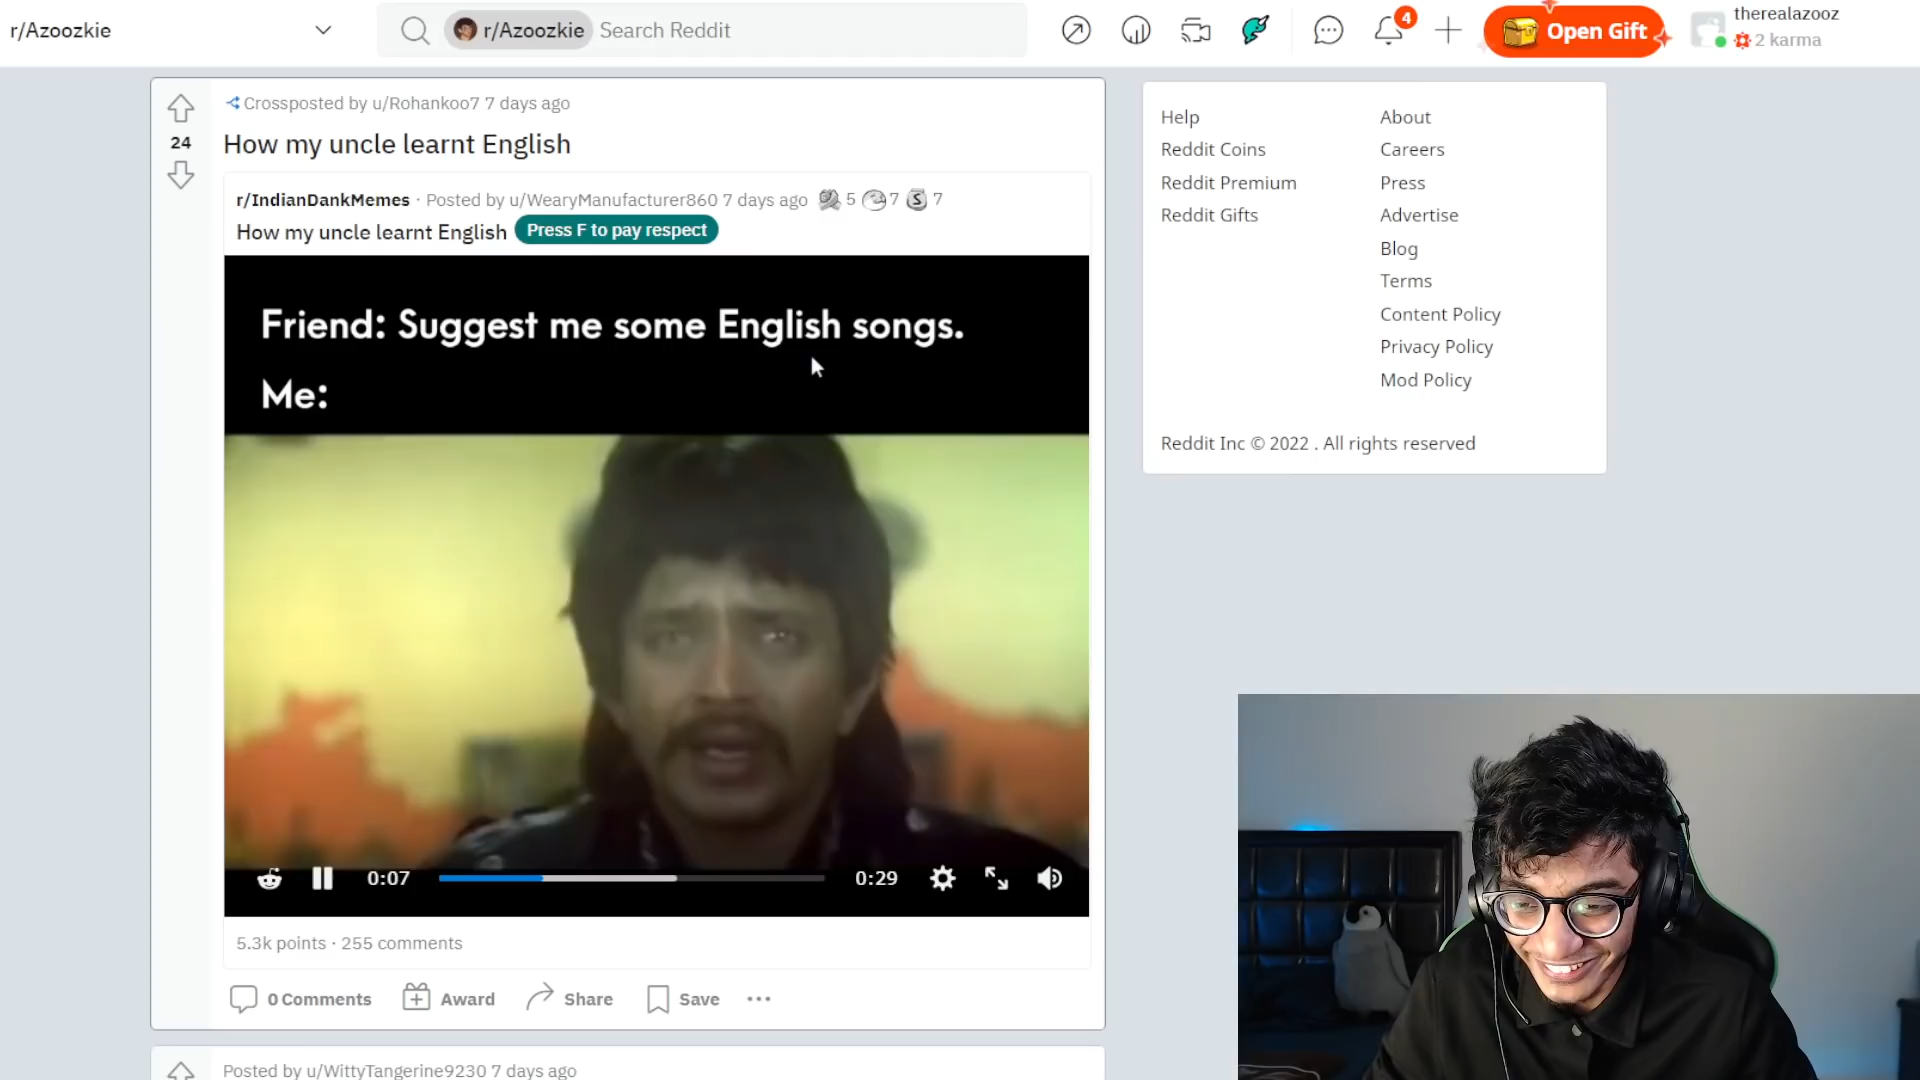 r/Azoozkie
r/Azoozkie Search Reddit
4
Open Gift
therealazooz
2 karma
Crossposted by u/Rohankoo7 7 days ago
24
How my uncle learnt English
r/IndianDankMemes · Posted by u/WearyManufacturer860 7 days ago 5 7 S 7
How my uncle learnt English Press F to pay respect
Friend: Suggest me some English songs.
Me:
0:07
0:29
5.3k points · 255 comments
0 Comments
Award
Share
Save
Posted by u/WittyTangerine9230 7 days ago
Help
Reddit Coins
Reddit Premium
Reddit Gifts
About
Careers
Press
Advertise
Blog
Terms
Content Policy
Privacy Policy
Mod Policy
Reddit Inc © 2022 . All rights reserved